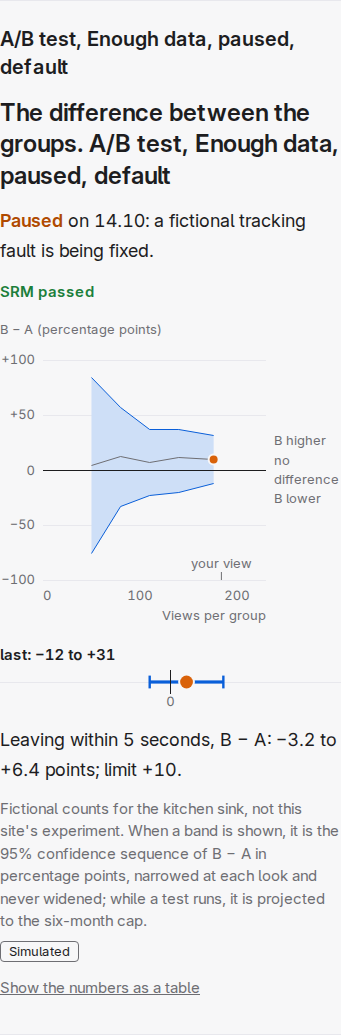 A/B test, Enough data, paused,
default
The difference between the
groups. A/B test, Enough data,
paused, default
Paused on 14.10: a fictional tracking
fault is being fixed.
SRM passed
B − A (percentage points)
+100
+50
0
−50
−100
B higher
no
difference
B lower
your view
0
100
200
Views per group
last: −12 to +31
0
Leaving within 5 seconds, B − A: −3.2 to
+6.4 points; limit +10.
Fictional counts for the kitchen sink, not this
site's experiment. When a band is shown, it is the
95% confidence sequence of B − A in
percentage points, narrowed at each look and
never widened; while a test runs, it is projected
to the six-month cap.
Simulated
Show the numbers as a table